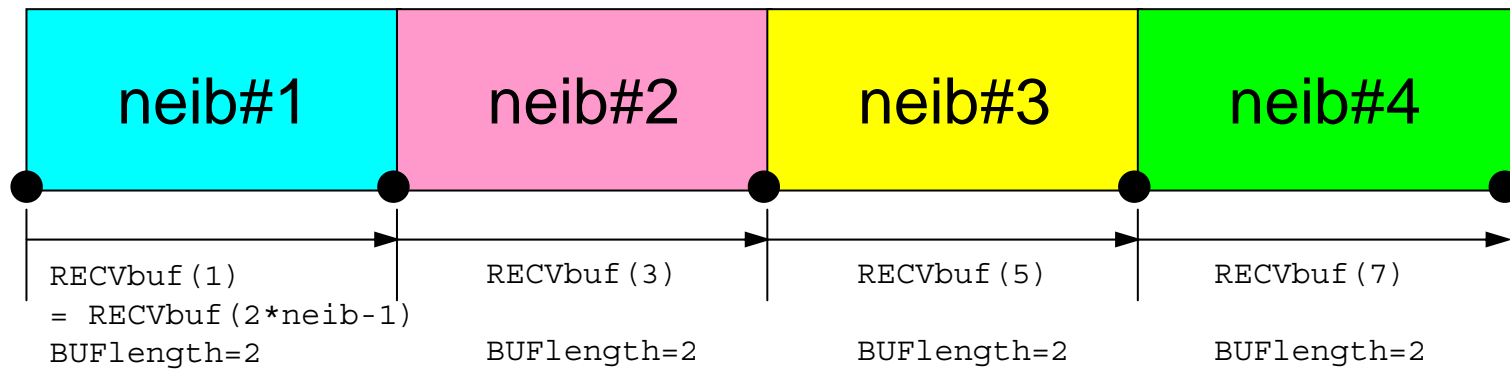 neib#1 neib#2 neib#3 neib#4
RECVbuf(1) RECVbuf(3) RECVbuf(5) RECVbuf(7)
= RECVbuf(2*neib-1)
BUFlength=2 BUFlength=2 BUFlength=2 BUFlength=2